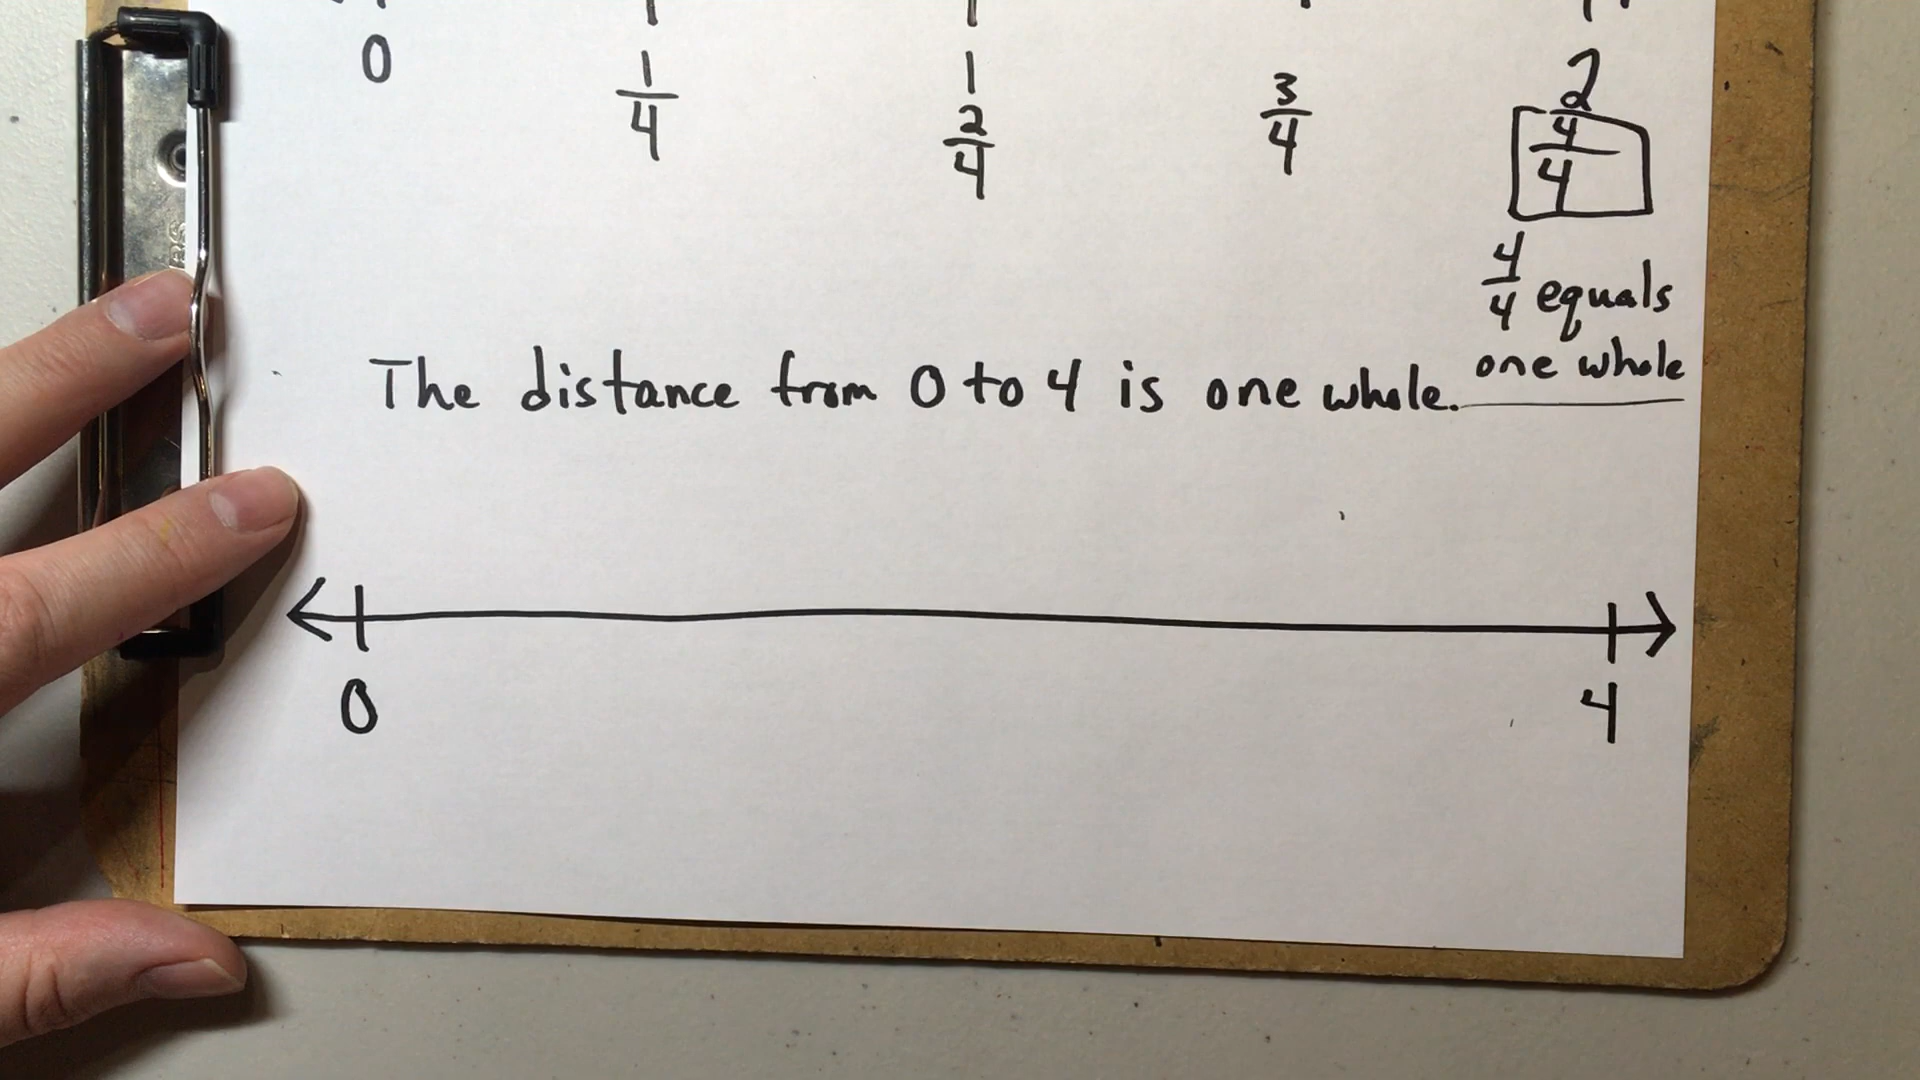 0 1/4 1 3/4 2
2/4 4/4
4/4 equals
one whole
The distance from 0 to 4 is one whole.
0 4